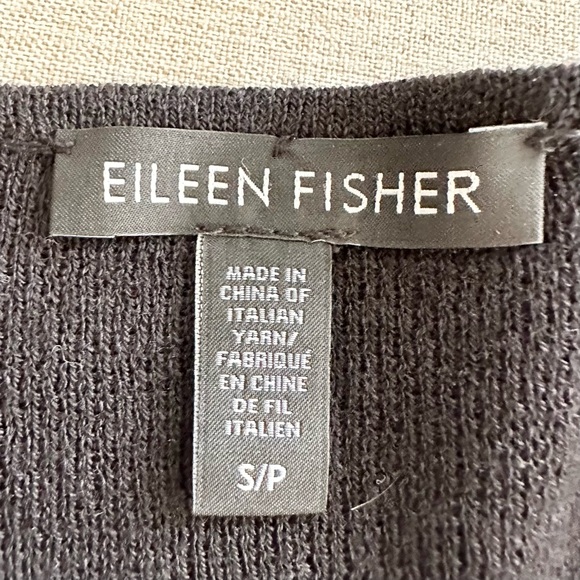 EILEEN FISHER
MADE IN
CHINA OF
ITALIAN
YARN/
FABRIQUÉ
EN CHINE
DE FIL
ITALIEN
S/P